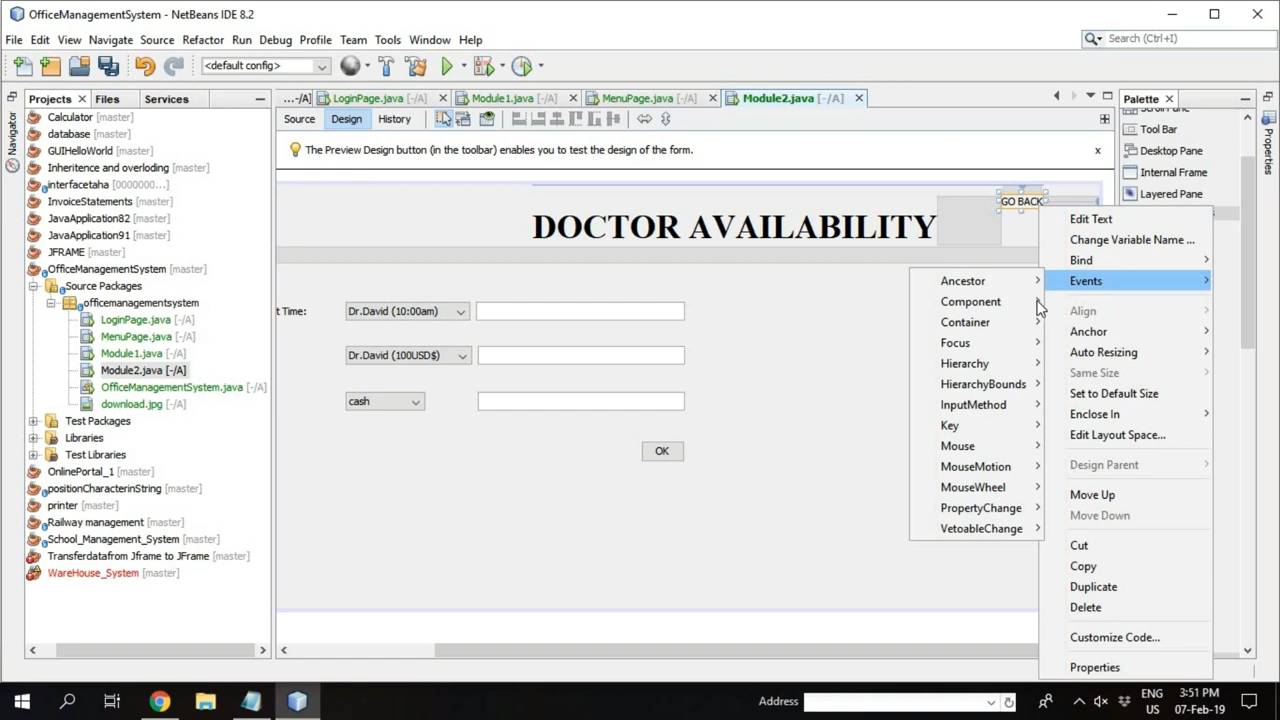 OfficeManagementSystem - NetBeans IDE 8.2
File Edit View Navigate Source Refactor Run Debug Profile Team Tools Window Help
Search (Ctrl+I)
<default config>
Projects Files Services
...-/A] LoginPage.java [-/A] Module1.java [-/A] MenuPage.java [-/A] Module2.java [-/A]
Palette
Navigator
Properties
Source Design History
The Preview Design button (in the toolbar) enables you to test the design of the form.
x
Calculator [master]
database [master]
GUIHelloWorld [master]
Inheritence and overloding [master]
interfacetaha [0000000...]
InvoiceStatements [master]
JavaApplication82 [master]
JavaApplication91 [master]
JFRAME [master]
OfficeManagementSystem [master]
Source Packages
officemanagementsystem
LoginPage.java [-/A]
MenuPage.java [-/A]
Module1.java [-/A]
Module2.java [-/A]
OfficeManagementSystem.java [-/A]
download.jpg [-/A]
Test Packages
Libraries
Test Libraries
OnlinePortal_1 [master]
positionCharacterinString [master]
printer [master]
Railway management [master]
School_Management_System [master]
Transferdatafrom Jframe to JFrame [master]
WareHouse_System [master]
GO BACK
DOCTOR AVAILABILITY
t Time:
Dr.David (10:00am)
Dr.David (100USD$)
cash
OK
Ancestor
Component
Container
Focus
Hierarchy
HierarchyBounds
InputMethod
Key
Mouse
MouseMotion
MouseWheel
PropertyChange
VetoableChange
Edit Text
Change Variable Name ...
Bind
Events
Align
Anchor
Auto Resizing
Same Size
Set to Default Size
Enclose In
Edit Layout Space...
Design Parent
Move Up
Move Down
Cut
Copy
Duplicate
Delete
Customize Code...
Properties
Tool Bar
Desktop Pane
Internal Frame
Layered Pane
Address
ENG
US
3:51 PM
07-Feb-19